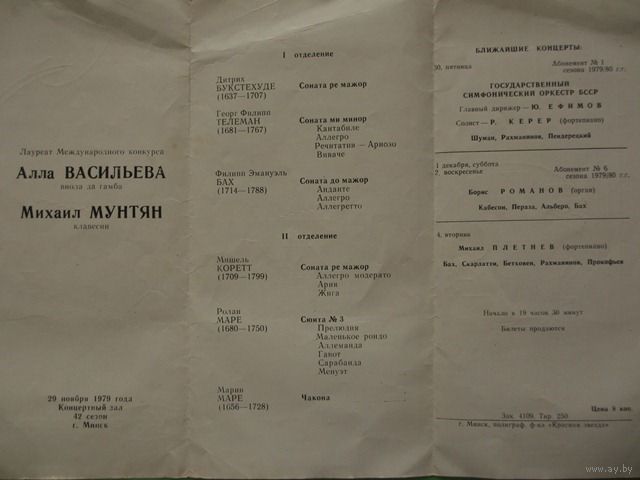 Лауреат Международного конкурса
Алла ВАСИЛЬЕВА
виола да гамба
Михаил МУНТЯН
клавесин
29 ноября 1979 года
Концертный зал
42 сезон
г. Минск
I отделение
Дитрих
БУКСТЕХУДЕ
(1637—1707)
Соната ре мажор
Георг Филипп
ТЕЛЕМАН
(1681—1767)
Соната ми минор
Кантабиле
Аллегро
Речитатив — Ариозо
Виваче
Филипп Эмануэль
БАХ
(1714—1788)
Соната до мажор
Анданте
Аллегро
Аллегретто
II отделение
Мишель
КОРЕТТ
(1709—1799)
Соната ре мажор
Аллегро модерато
Ария
Жига
Ролан
МАРЕ
(1680—1750)
Сюита № 3
Прелюдия
Маленькое рондо
Аллеманда
Гавот
Сарабанда
Менуэт
Марин
МАРЕ
(1656—1728)
Чакона
БЛИЖАЙШИЕ КОНЦЕРТЫ:
30, пятница
Абонемент № 1
сезона 1979/80 г.
ГОСУДАРСТВЕННЫЙ
СИМФОНИЧЕСКИЙ ОРКЕСТР БССР
Главный дирижер — Ю. ЕФИМОВ
Солист — Р. КЕРЕР (фортепиано)
Шуман, Рахманинов, Пендерецкий
1 декабря, суббота
2, воскресенье
Абонемент № 6
сезона 1979/80 г.
Борис РОМАНОВ (орган)
Кабесон, Пераза, Альберо, Бах
4, вторник
Михаил ПЛЕТНЕВ (фортепиано)
Бах, Скарлатти, Бетховен, Рахманинов, Прокофьев
Начало в 19 часов 30 минут
Билеты продаются
Цена 8 коп.
Зак. 4109. Тир. 250.
г. Минск, полиграф. ф-ка «Красная звезда»
www.ay.by